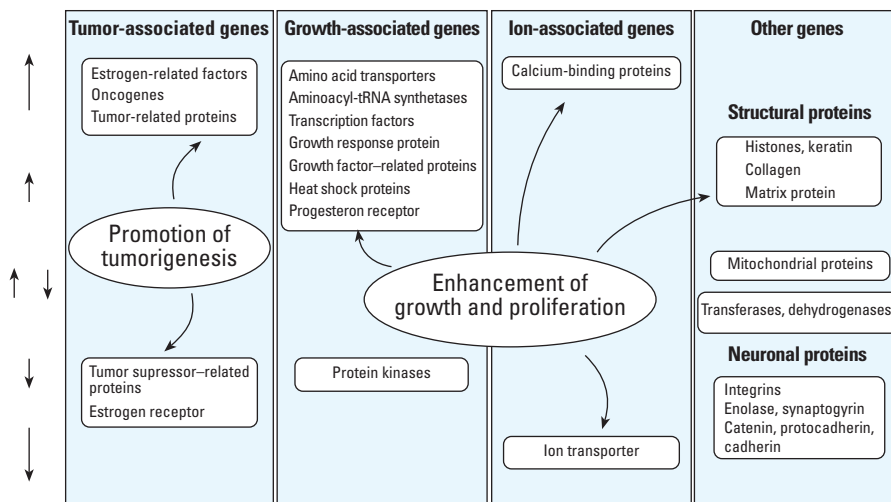 Tumor-associated genes
Estrogen-related factors
Oncogenes
Tumor-related proteins
Promotion of
tumorigenesis
Tumor supressor–related
proteins
Estrogen receptor
Growth-associated genes
Amino acid transporters
Aminoacyl-tRNA synthetases
Transcription factors
Growth response protein
Growth factor–related proteins
Heat shock proteins
Progesteron receptor
Enhancement of
growth and proliferation
Protein kinases
Ion-associated genes
Calcium-binding proteins
Ion transporter
Other genes
Structural proteins
Histones, keratin
Collagen
Matrix protein
Mitochondrial proteins
Transferases, dehydrogenases
Neuronal proteins
Integrins
Enolase, synaptogyrin
Catenin, protocadherin,
cadherin